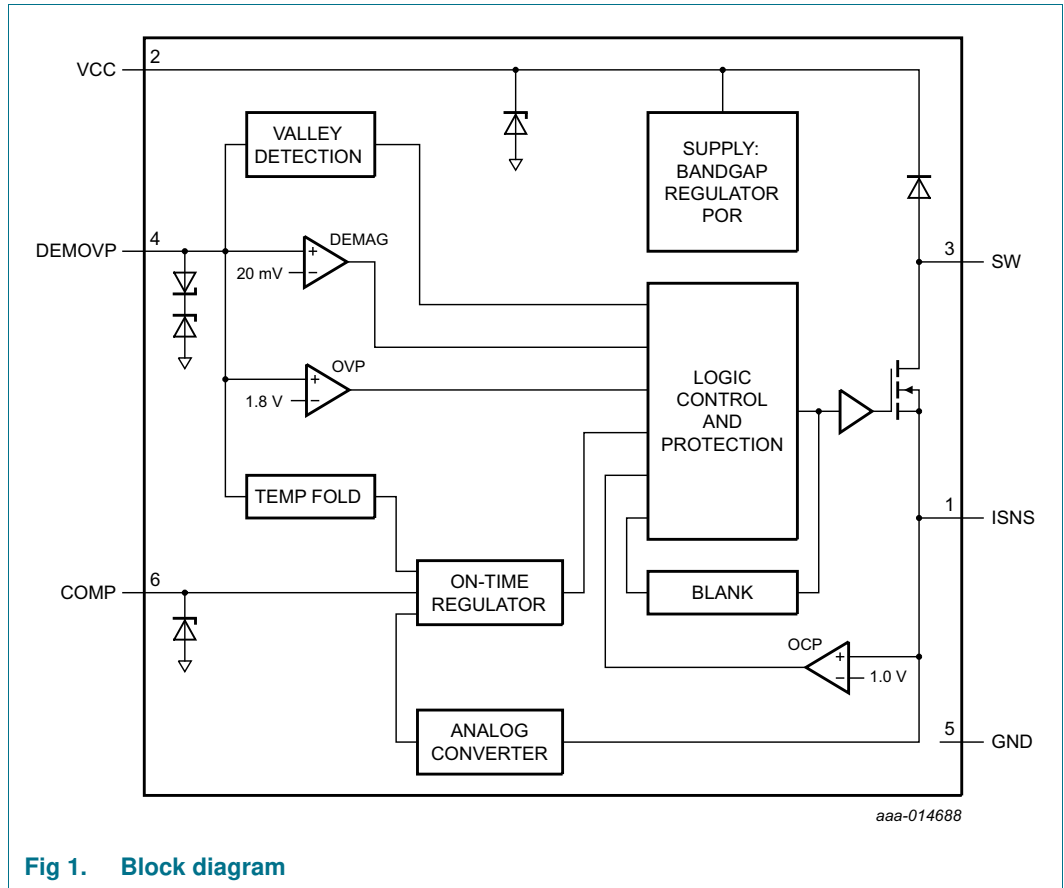 VCC
2
VALLEY
DETECTION
SUPPLY:
BANDGAP
REGULATOR
POR
DEMOVP
4
DEMAG
+
20 mV
−
3
SW
OVP
+
1.8 V
−
LOGIC
CONTROL
AND
PROTECTION
TEMP FOLD
1
ISNS
COMP
6
ON-TIME
REGULATOR
BLANK
OCP
+
−
1.0 V
ANALOG
CONVERTER
5
GND
aaa-014688
Fig 1. Block diagram